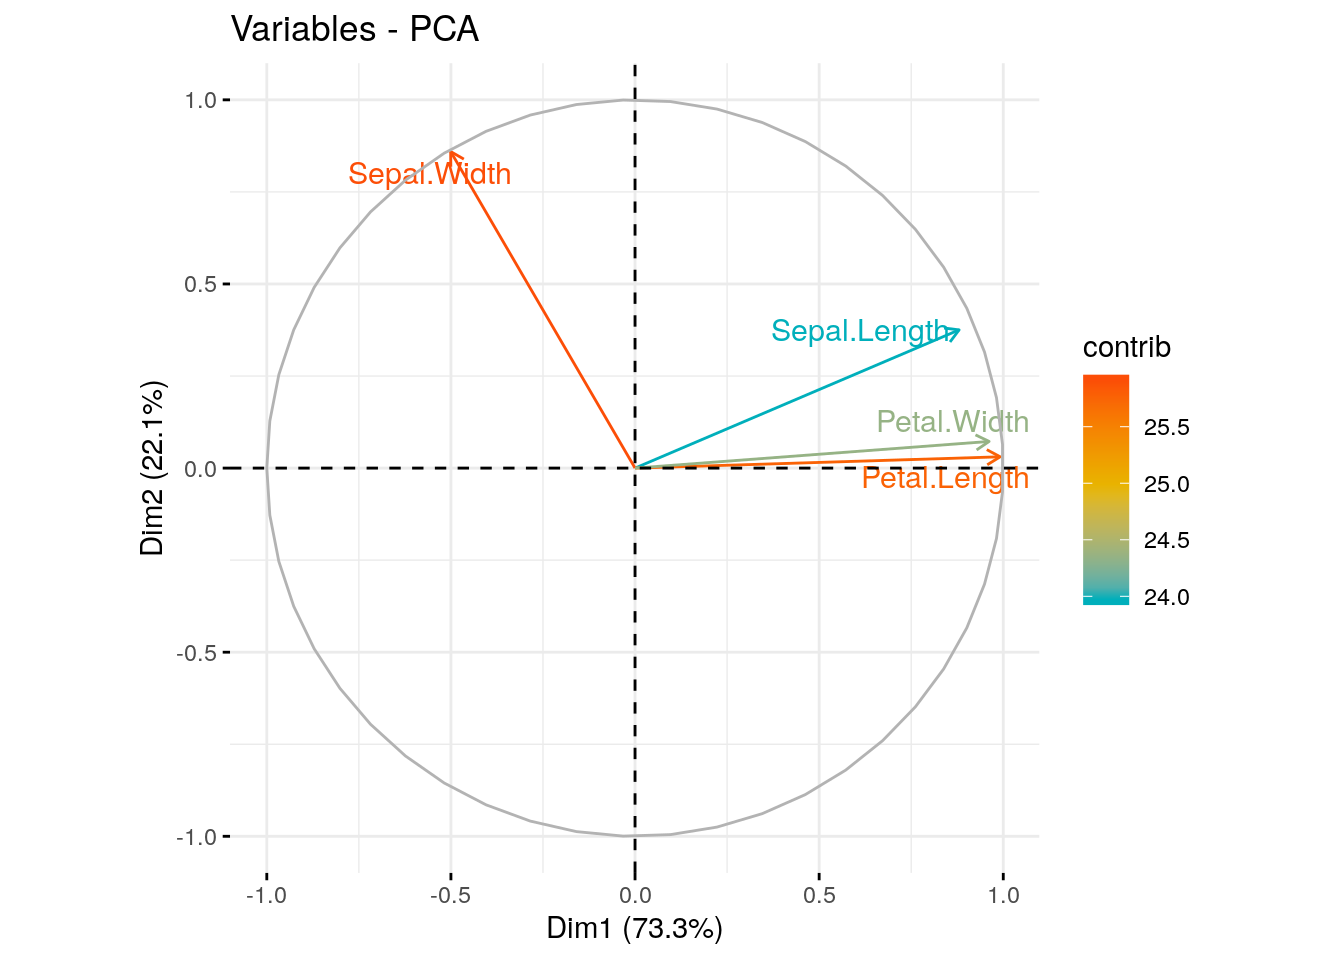 Variables - PCA
1.0
0.5
0.0
-0.5
-1.0
Dim2 (22.1%)
Sepal.Width
Sepal.Length
Petal.Width
Petal.Length
-1.0
-0.5
0.0
0.5
1.0
Dim1 (73.3%)
contrib
25.5
25.0
24.5
24.0